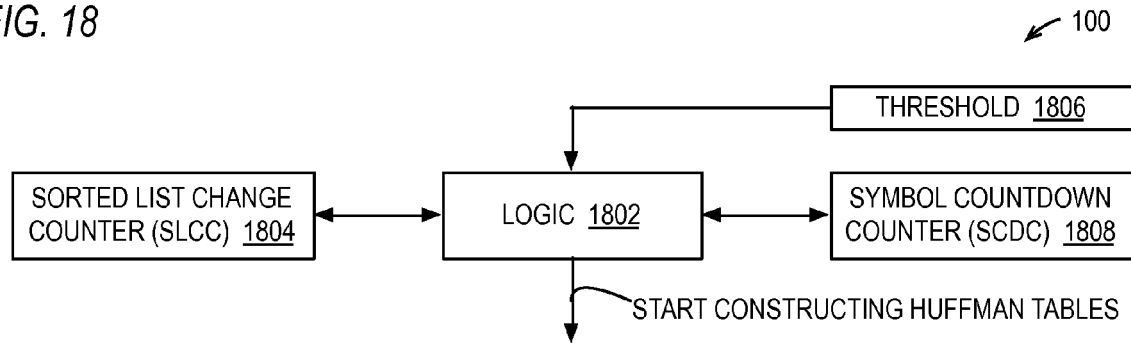 FIG. 18
100
THRESHOLD 1806
SORTED LIST CHANGE
COUNTER (SLCC) 1804
LOGIC 1802
SYMBOL COUNTDOWN
COUNTER (SCDC) 1808
START CONSTRUCTING HUFFMAN TABLES